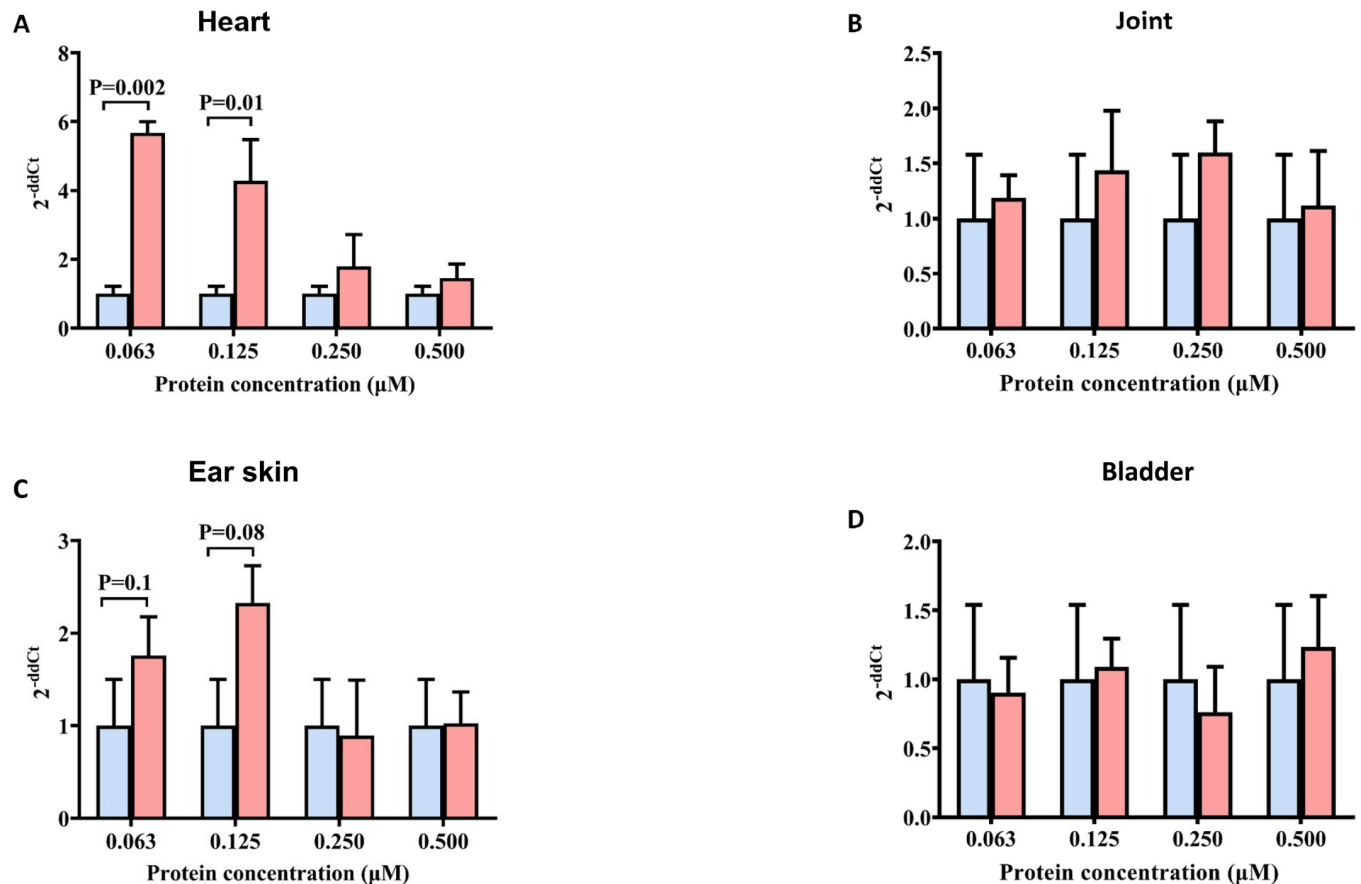 A
Heart
8
6
4
2
0
2-ddCt
P=0.002
P=0.01
0.063 0.125 0.250 0.500
Protein concentration (µM)
B
Joint
2.5
2.0
1.5
1.0
0.5
0.0
2-ddCt
0.063 0.125 0.250 0.500
Protein concentration (µM)
C
Ear skin
3
2
1
0
2-ddCt
P=0.1
P=0.08
0.063 0.125 0.250 0.500
Protein concentration (µM)
Bladder
D
2.0
1.5
1.0
0.5
0.0
2-ddCt
0.063 0.125 0.250 0.500
Protein concentration (µM)